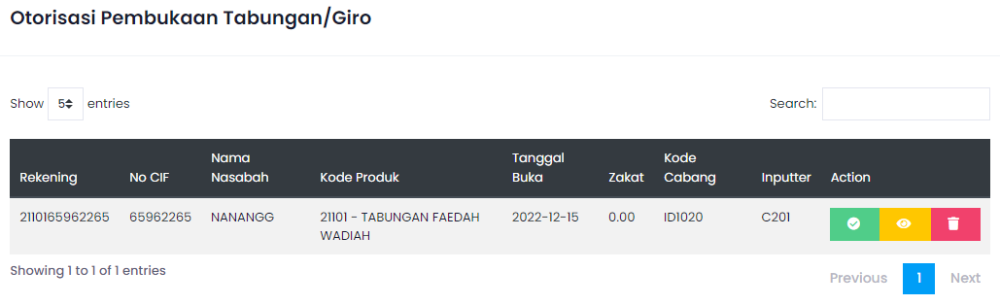 Otorisasi Pembukaan Tabungan/Giro
Show 5 entries
Search:
Rekening No CIF Nama Nasabah Kode Produk Tanggal Buka Zakat Kode Cabang Inputter Action
2110165962265 65962265 NANANGG 21101 - TABUNGAN FAEDAH WADIAH 2022-12-15 0.00 ID1020 C201
Showing 1 to 1 of 1 entries
Previous 1 Next